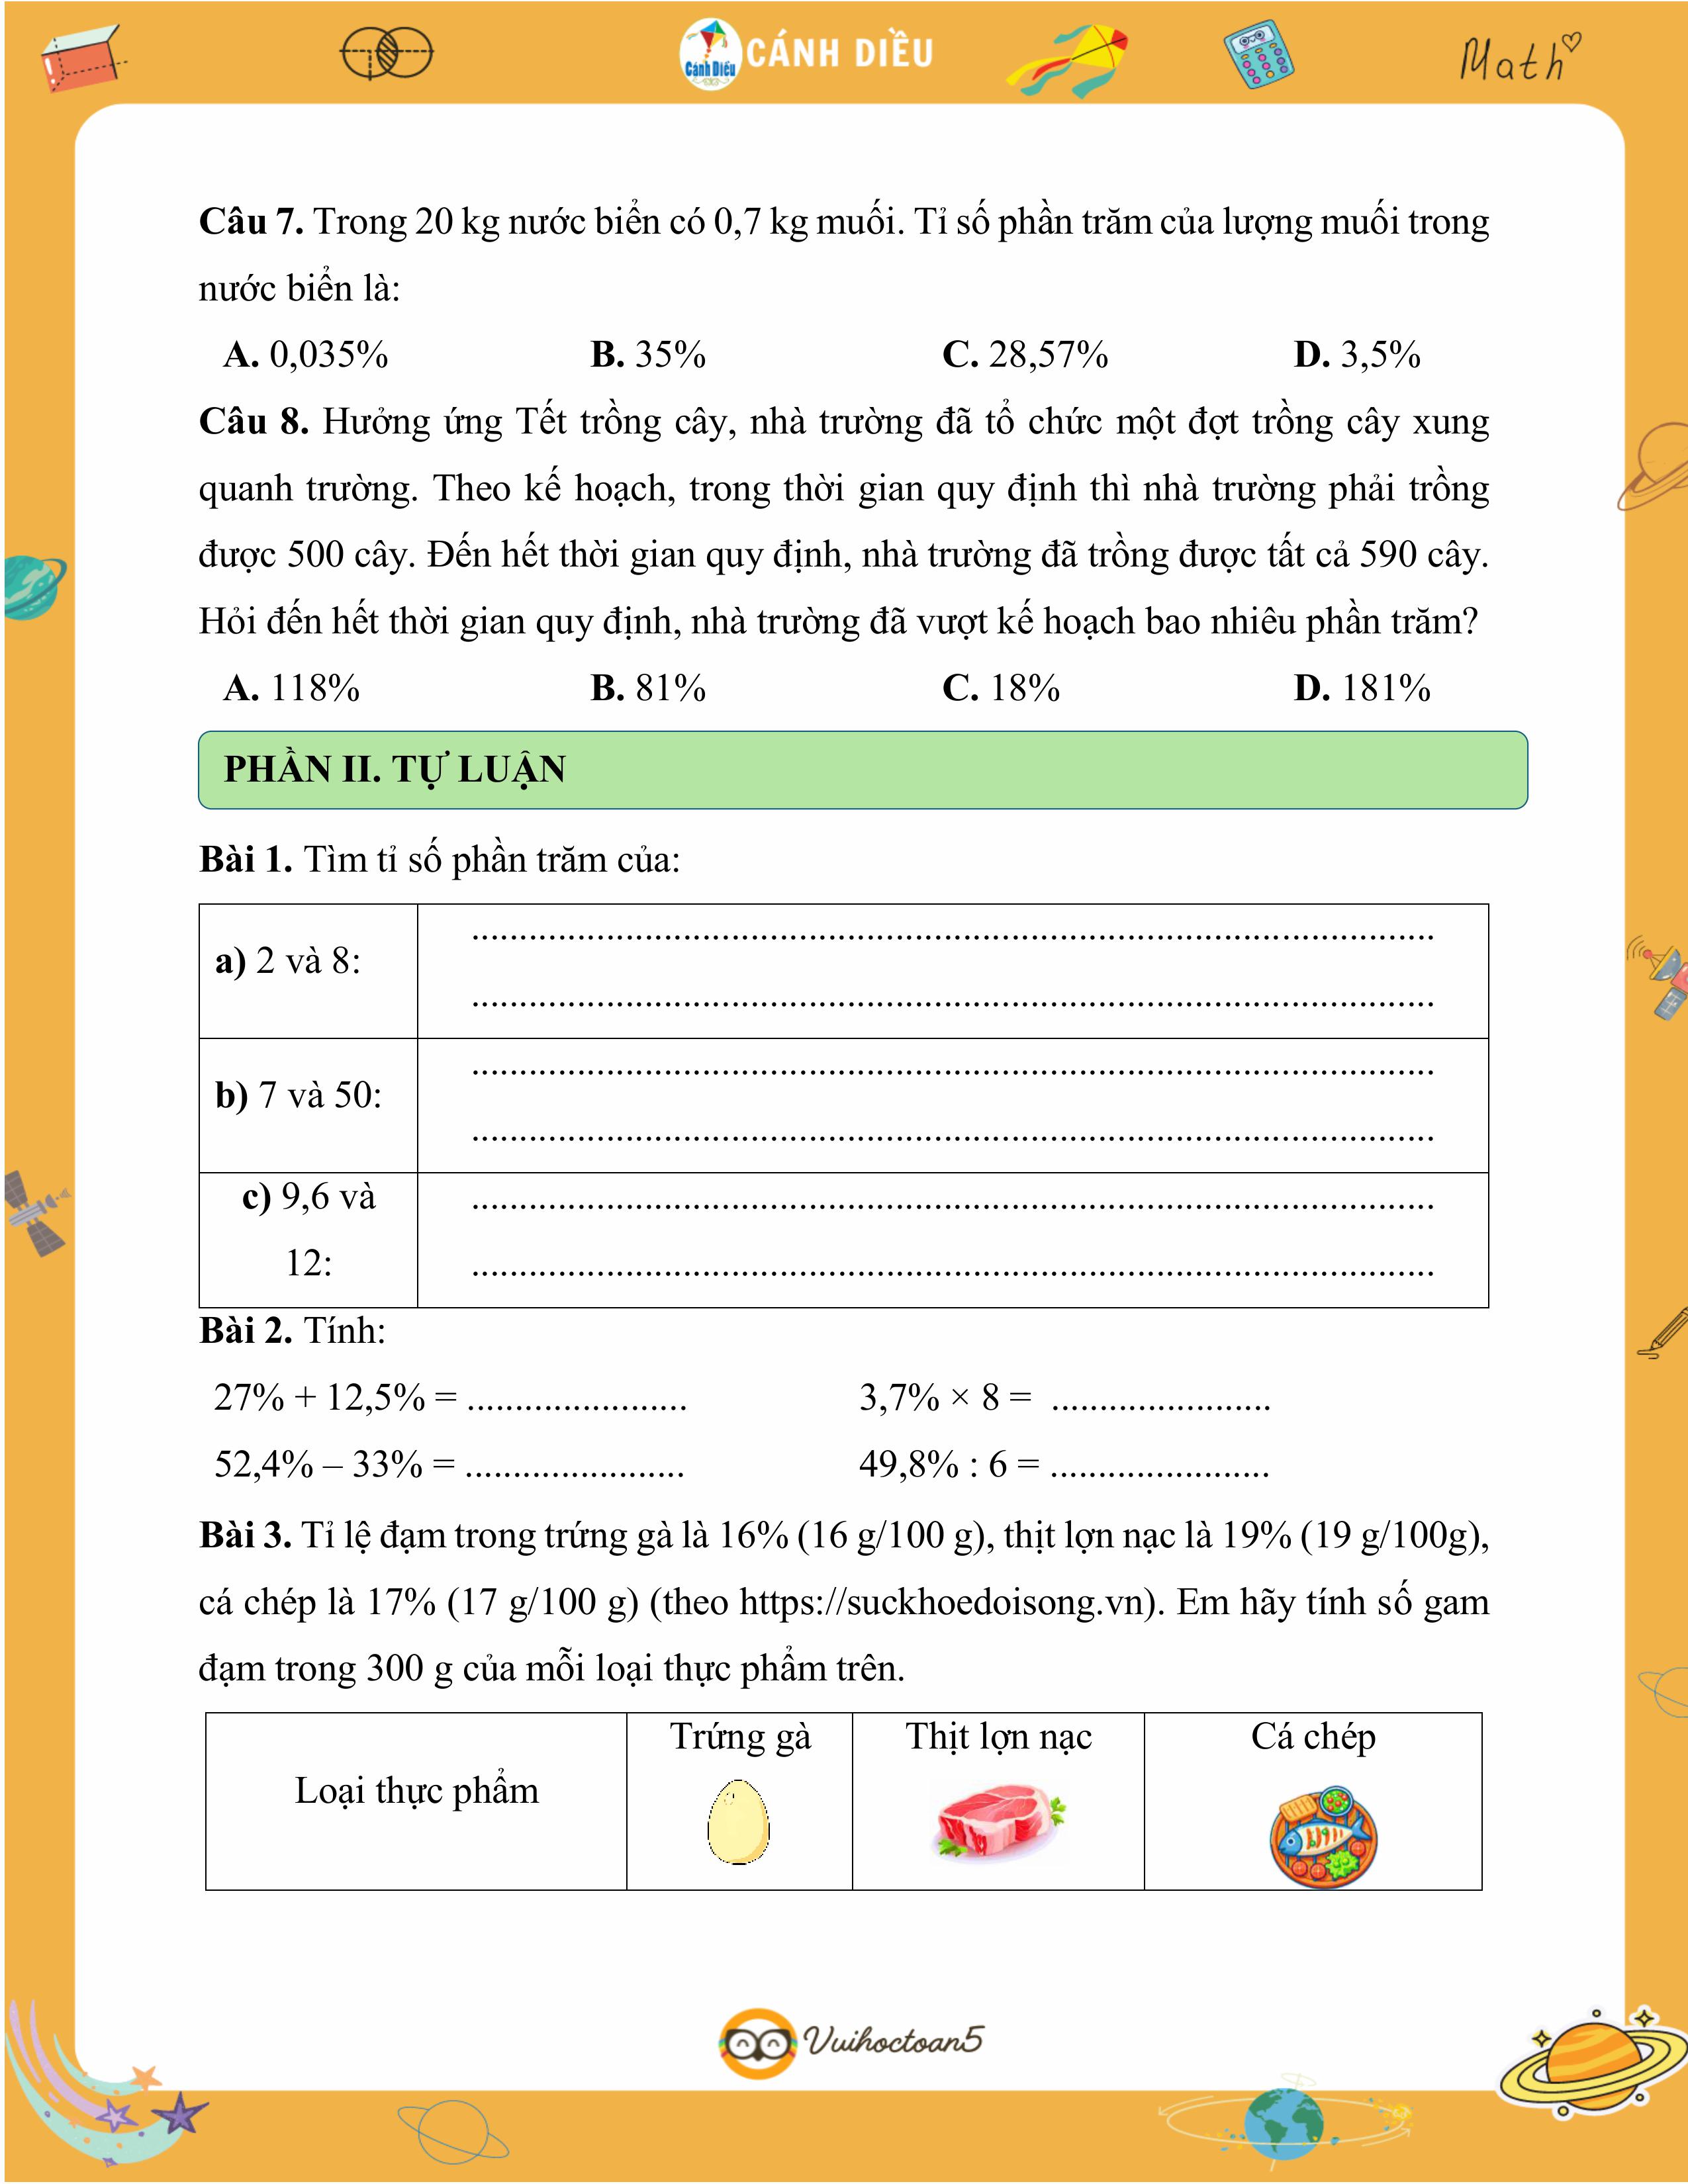 Cánh Diều
CÁNH DIỀU
Math
Câu 7. Trong 20 kg nước biển có 0,7 kg muối. Tỉ số phần trăm của lượng muối trong
nước biển là:
A. 0,035% B. 35% C. 28,57% D. 3,5%
Câu 8. Hưởng ứng Tết trồng cây, nhà trường đã tổ chức một đợt trồng cây xung
quanh trường. Theo kế hoạch, trong thời gian quy định thì nhà trường phải trồng
được 500 cây. Đến hết thời gian quy định, nhà trường đã trồng được tất cả 590 cây.
Hỏi đến hết thời gian quy định, nhà trường đã vượt kế hoạch bao nhiêu phần trăm?
A. 118% B. 81% C. 18% D. 181%
PHẦN II. TỰ LUẬN
Bài 1. Tìm tỉ số phần trăm của:
a) 2 và 8:
b) 7 và 50:
c) 9,6 và
12:
Bài 2. Tính:
27% + 12,5% = ....................... 3,7% × 8 = .......................
52,4% – 33% = ....................... 49,8% : 6 = .......................
Bài 3. Tỉ lệ đạm trong trứng gà là 16% (16 g/100 g), thịt lợn nạc là 19% (19 g/100g),
cá chép là 17% (17 g/100 g) (theo https://suckhoedoisong.vn). Em hãy tính số gam
đạm trong 300 g của mỗi loại thực phẩm trên.
Loại thực phẩm Trứng gà Thịt lợn nạc Cá chép
Vuihoctoan5